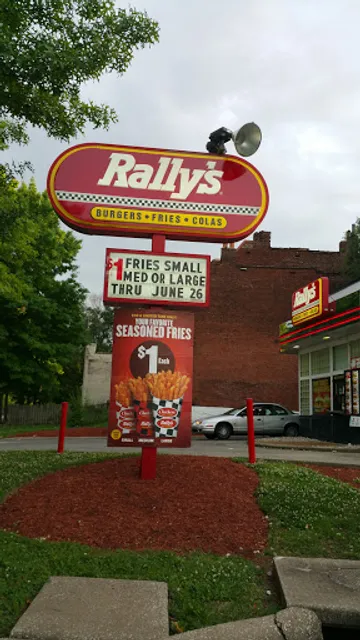 Rally's
BURGERS • FRIES • COLAS
$1 FRIES SMALL
MED OR LARGE
THRU JUNE 26
YOUR FAVORITE
SEASONED FRIES
$1 Each
Rally's